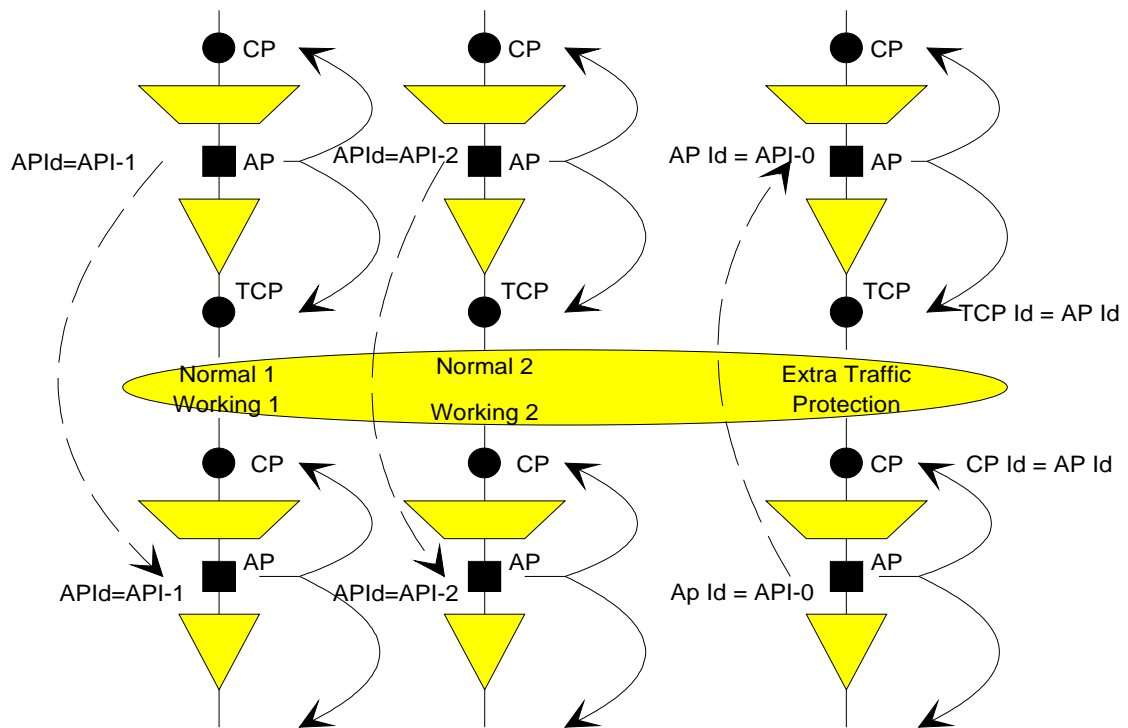 CP
CP
CP
APId=API-1
AP
APId=API-2
AP
AP Id = API-0
AP
TCP
TCP
TCP
TCP Id = AP Id
Normal 1
Working 1
Normal 2
Working 2
Extra Traffic
Protection
CP
CP
CP
CP Id = AP Id
AP
AP
AP
APId=API-1
APId=API-2
Ap Id = API-0